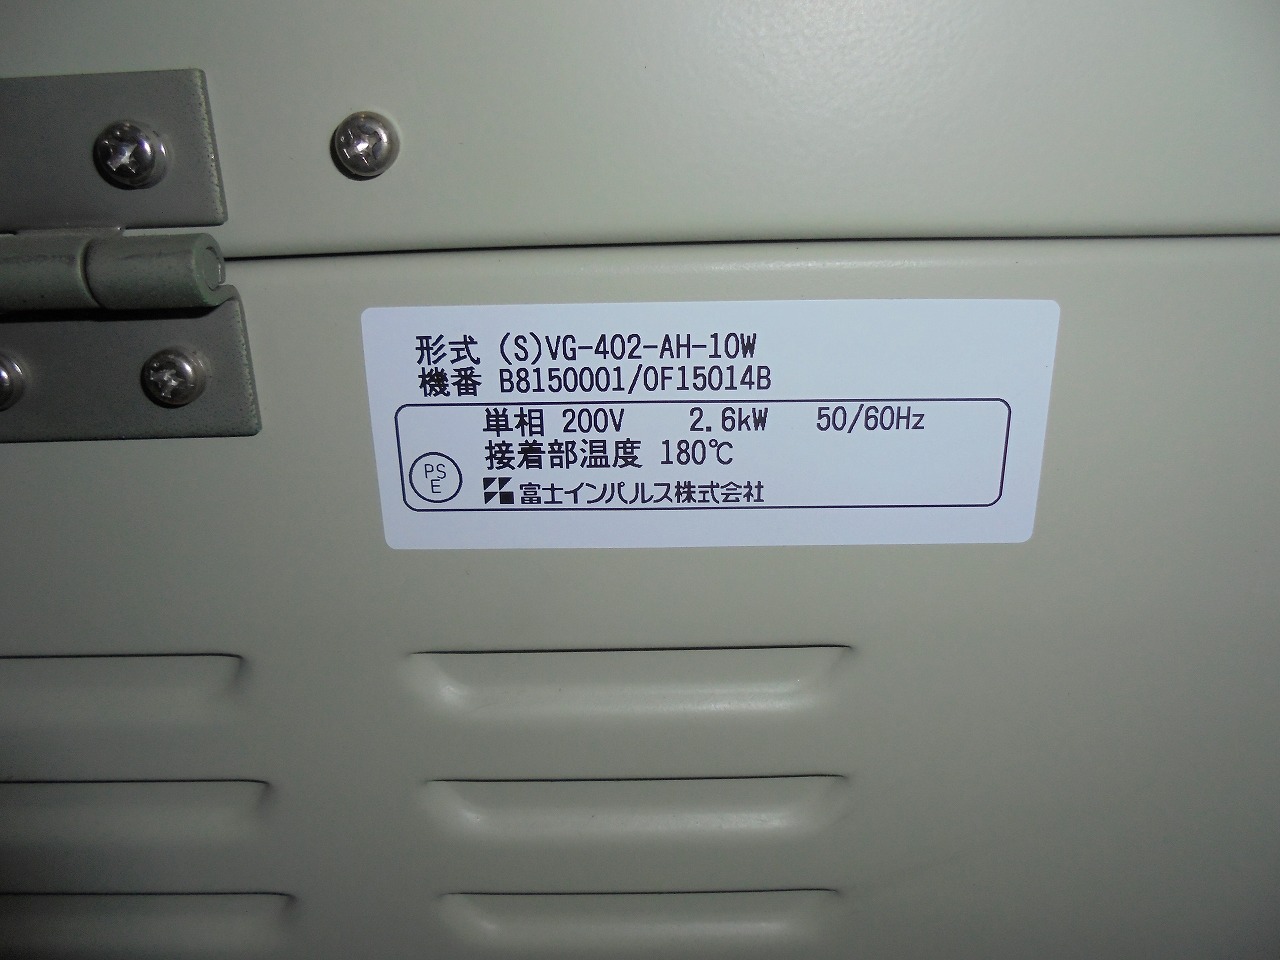 形式 (S)VG-402-AH-10W
機番 B8150001/0F15014B
単相 200V 2.6kW 50/60Hz
接着部温度 180℃
PS
E
富士インパルス株式会社